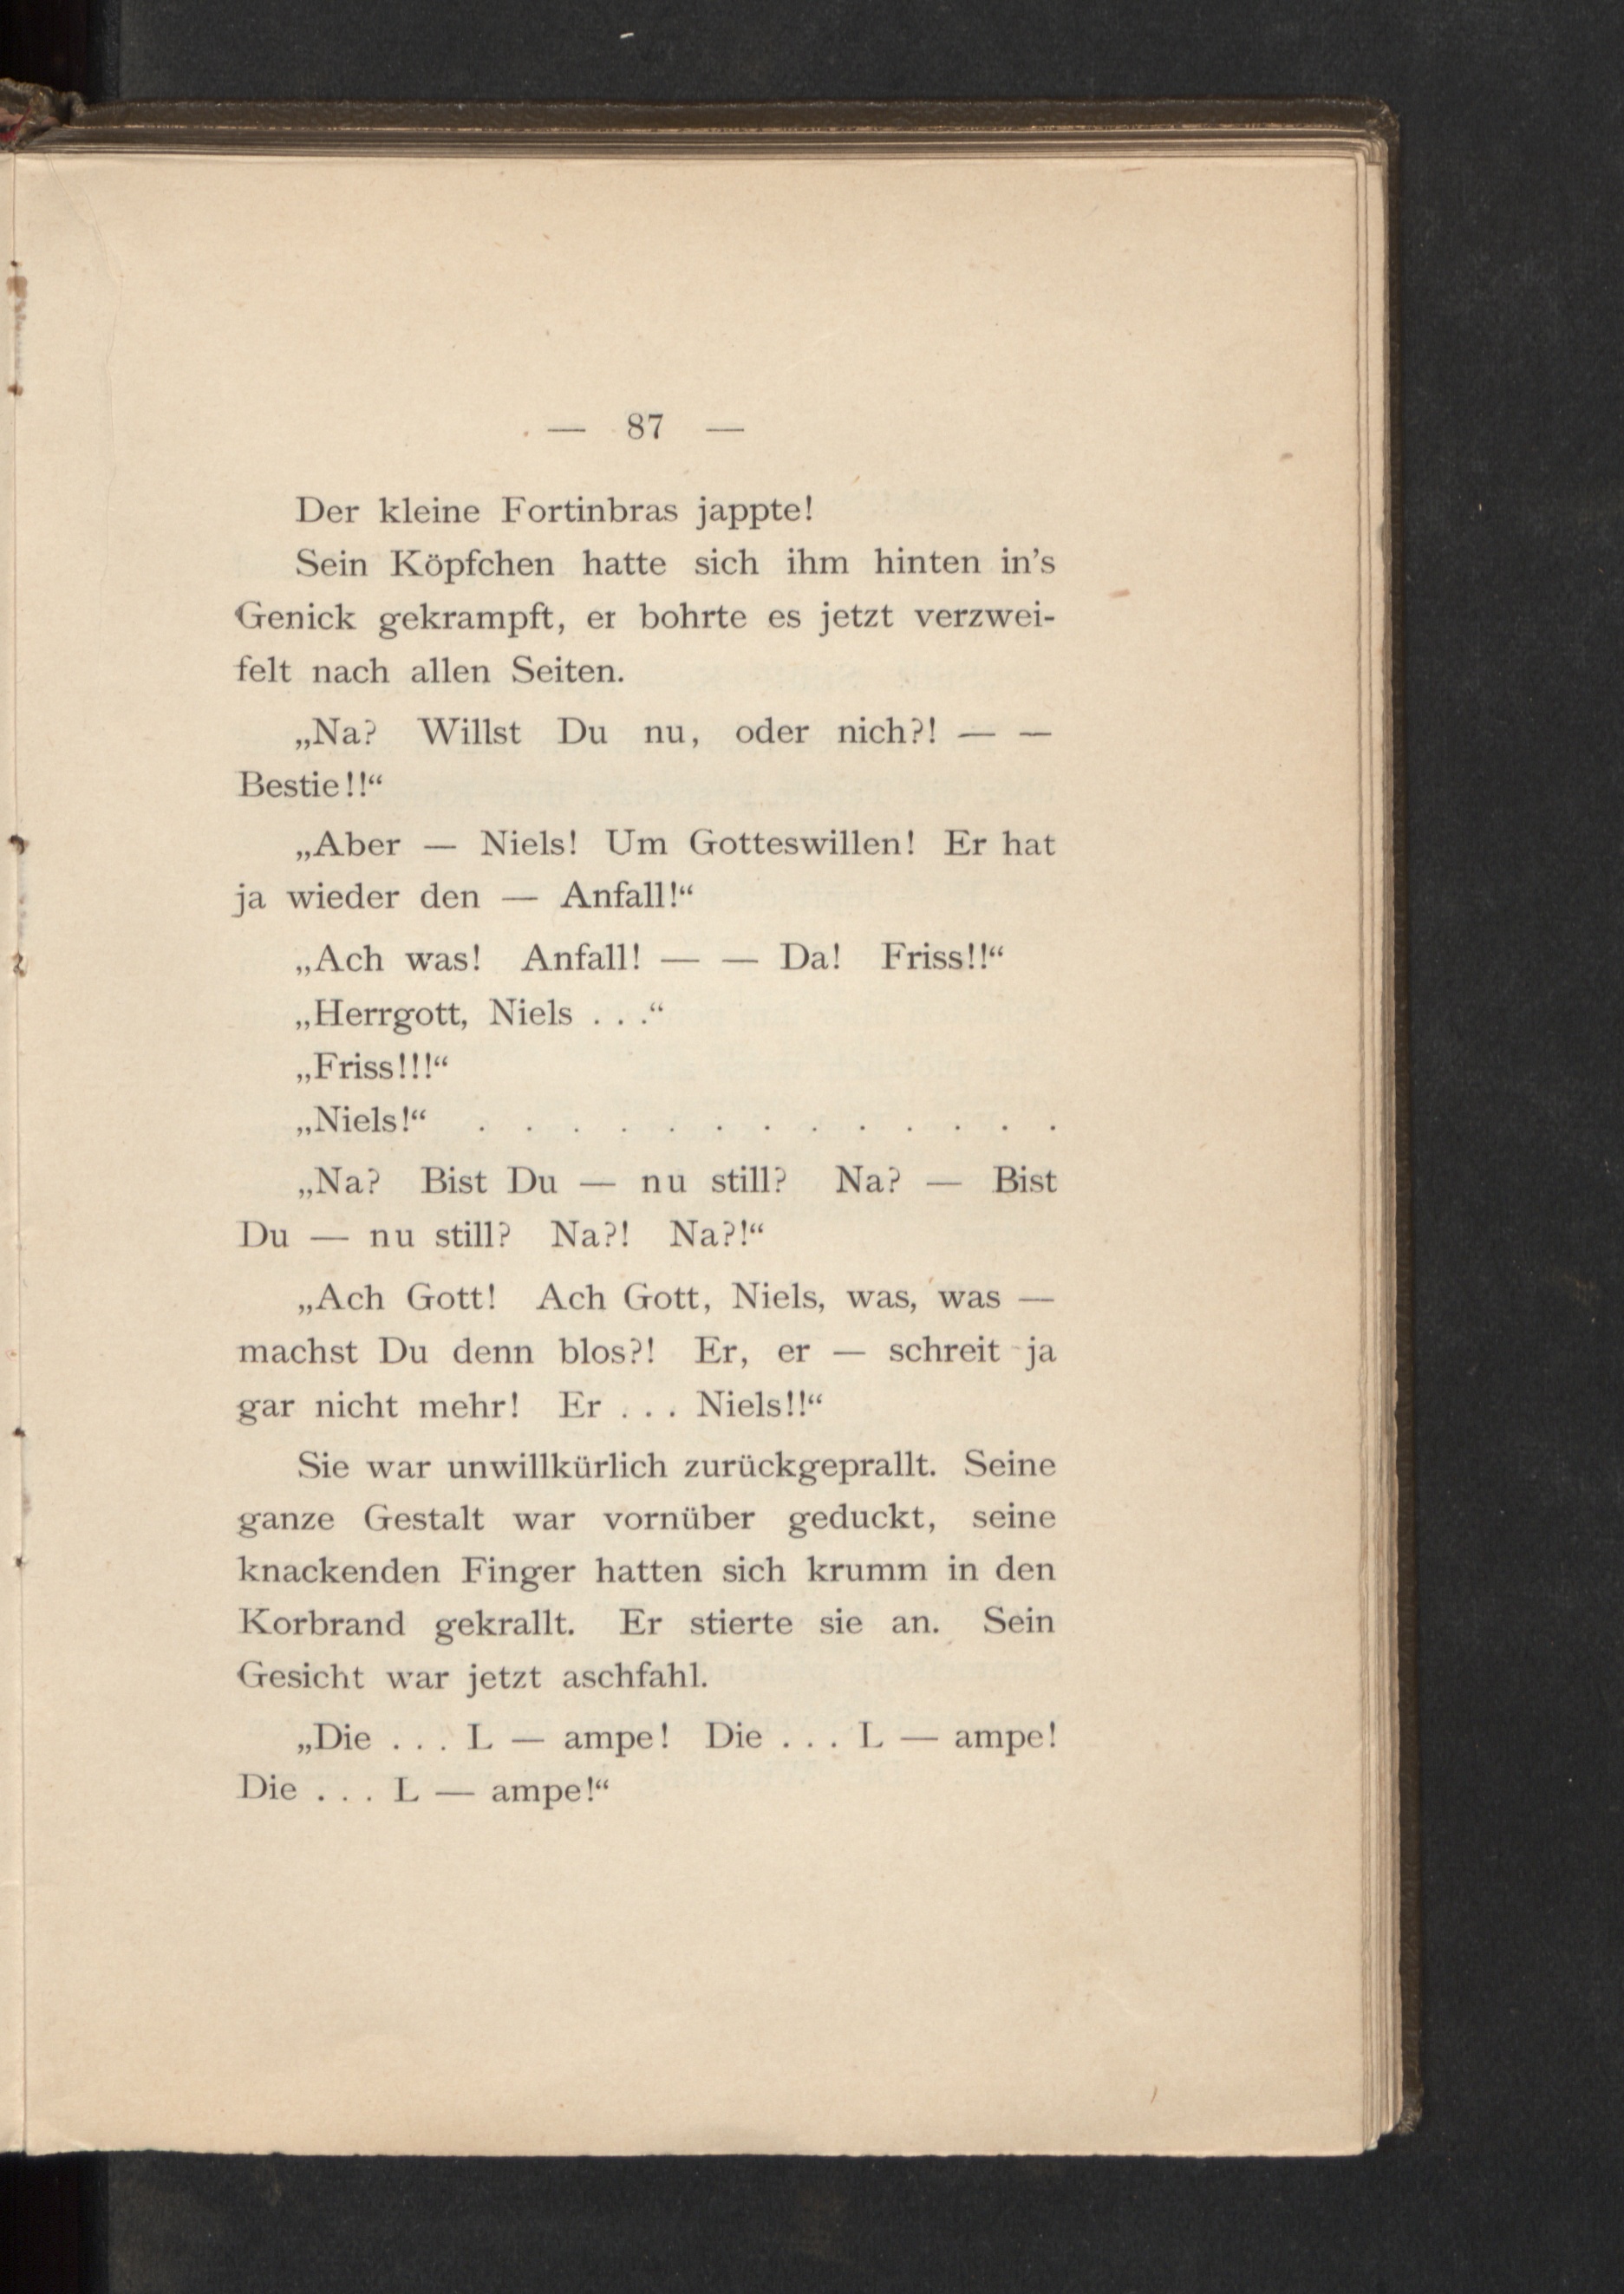 — 87 —
Der kleine Fortinbras jappte!
Sein Köpfchen hatte sich ihm hinten in's
Genick gekrampft, er bohrte es jetzt verzwei-
felt nach allen Seiten.
„Na? Willst Du nu, oder nich?! — —
Bestie!!“
„Aber — Niels! Um Gotteswillen! Er hat
ja wieder den — Anfall!“
„Ach was! Anfall! — — Da! Friss!!“
„Herrgott, Niels . . .“
„Friss!!!“
„Niels!“ . . . . . . . . . . . . .
„Na? Bist Du — nu still? Na? — Bist
Du — nu still? Na?! Na?!“
„Ach Gott! Ach Gott, Niels, was, was —
machst Du denn blos?! Er, er — schreit ja
gar nicht mehr! Er . . . Niels!!“
Sie war unwillkürlich zurückgeprallt. Seine
ganze Gestalt war vornüber geduckt, seine
knackenden Finger hatten sich krumm in den
Korbrand gekrallt. Er stierte sie an. Sein
Gesicht war jetzt aschfahl.
„Die . . . L — ampe! Die . . . L — ampe!
Die . . . L — ampe!“